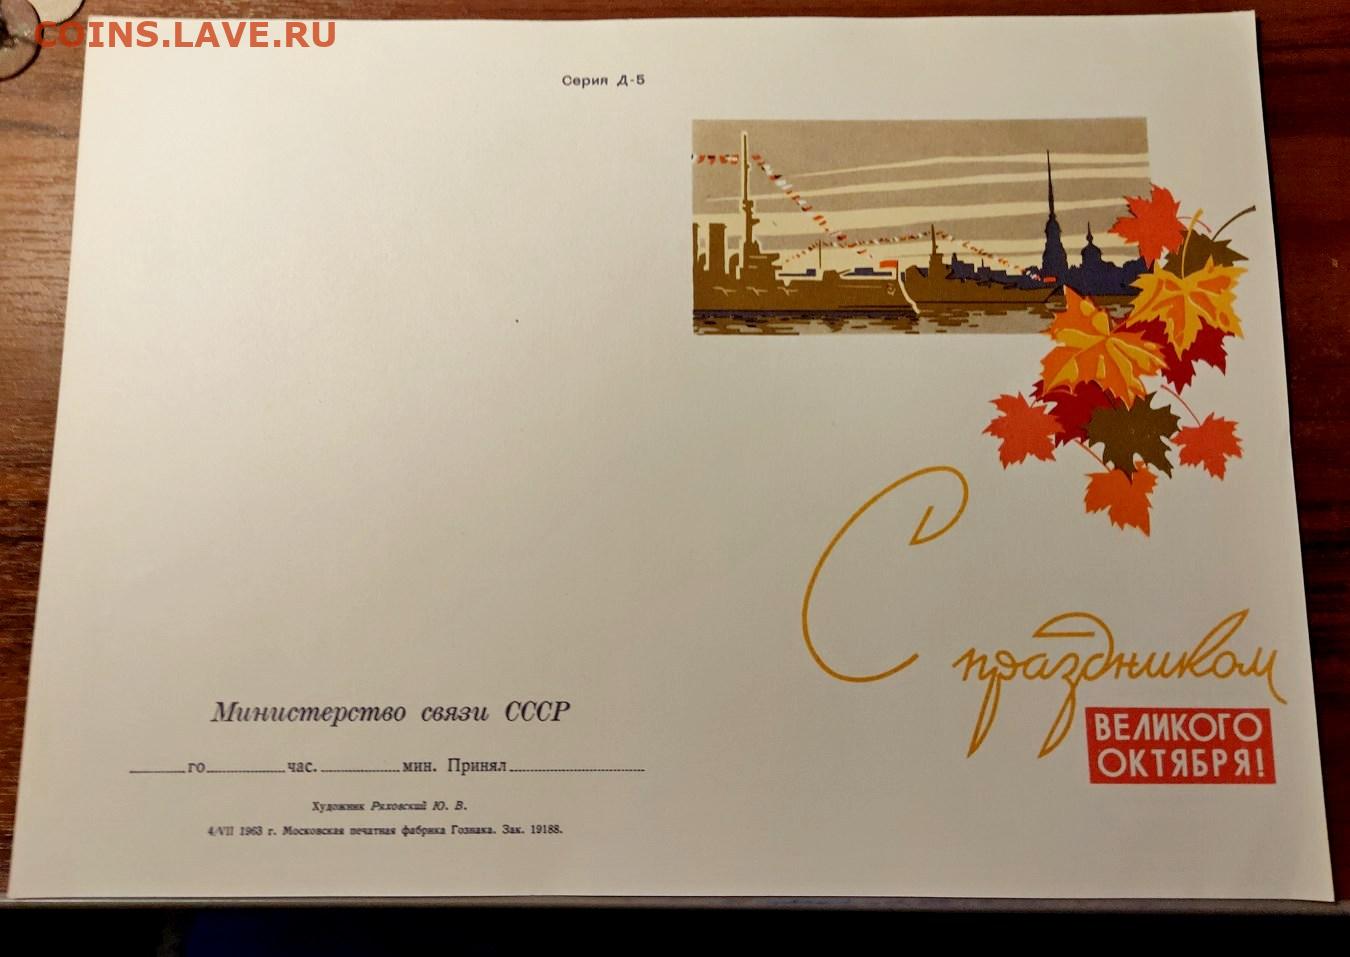 COINS.LAVE.RU
Серия Д-5
Министерство связи СССР
го час. мин. Принял
Художник Ряховский Ю. В.
4/VII 1963 г. Московская печатная фабрика Гознака. Зак. 19188.
С праздником
ВЕЛИКОГО
ОКТЯБРЯ!